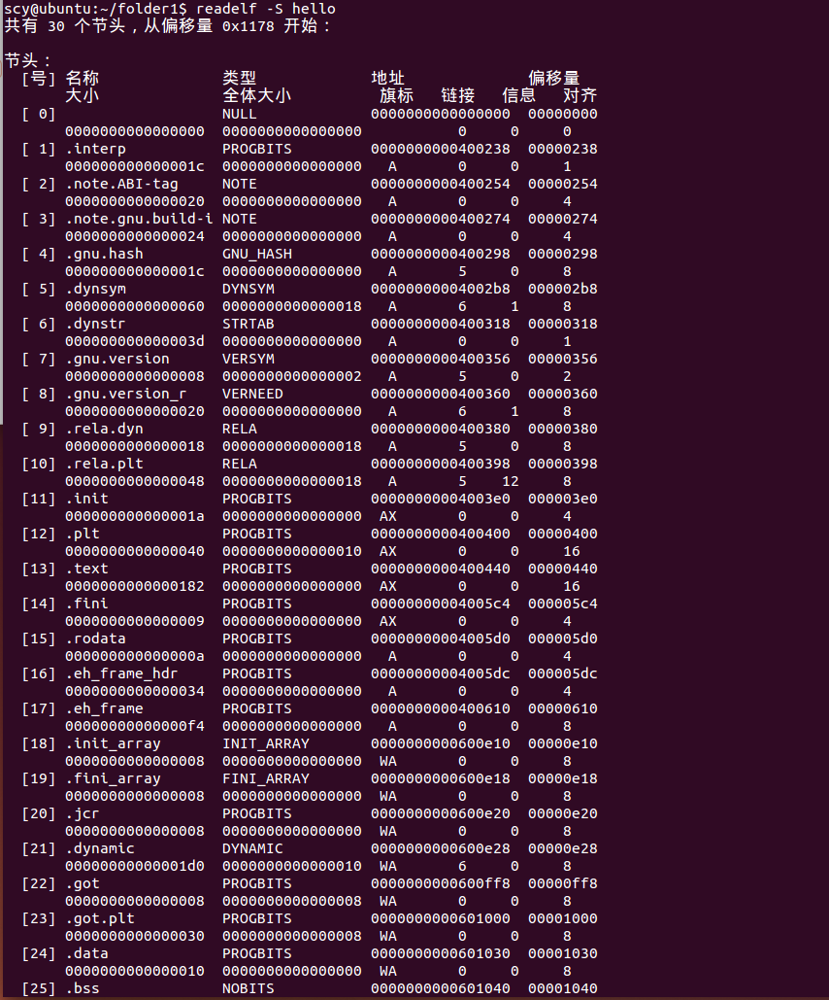 scy@ubuntu:~/folder1$ readelf -S hello
共有 30 个节头，从偏移量 0x1178 开始：
节头：
[号] 名称 类型 地址 偏移量
大小 全体大小 旗标 链接 信息 对齐
[ 0] NULL 0000000000000000 00000000
0000000000000000 0000000000000000 0 0 0
[ 1] .interp PROGBITS 0000000000400238 00000238
000000000000001c 0000000000000000 A 0 0 1
[ 2] .note.ABI-tag NOTE 0000000000400254 00000254
0000000000000020 0000000000000000 A 0 0 4
[ 3] .note.gnu.build-i NOTE 0000000000400274 00000274
0000000000000024 0000000000000000 A 0 0 4
[ 4] .gnu.hash GNU_HASH 0000000000400298 00000298
000000000000001c 0000000000000000 A 5 0 8
[ 5] .dynsym DYNSYM 00000000004002b8 000002b8
0000000000000060 0000000000000018 A 6 1 8
[ 6] .dynstr STRTAB 0000000000400318 00000318
000000000000003d 0000000000000000 A 0 0 1
[ 7] .gnu.version VERSYM 0000000000400356 00000356
0000000000000008 0000000000000002 A 5 0 2
[ 8] .gnu.version_r VERNEED 0000000000400360 00000360
0000000000000020 0000000000000000 A 6 1 8
[ 9] .rela.dyn RELA 0000000000400380 00000380
0000000000000018 0000000000000018 A 5 0 8
[10] .rela.plt RELA 0000000000400398 00000398
0000000000000048 0000000000000018 A 5 12 8
[11] .init PROGBITS 00000000004003e0 000003e0
000000000000001a 0000000000000000 AX 0 0 4
[12] .plt PROGBITS 0000000000400400 00000400
0000000000000040 0000000000000010 AX 0 0 16
[13] .text PROGBITS 0000000000400440 00000440
0000000000000182 0000000000000000 AX 0 0 16
[14] .fini PROGBITS 00000000004005c4 000005c4
0000000000000009 0000000000000000 AX 0 0 4
[15] .rodata PROGBITS 00000000004005d0 000005d0
000000000000000a 0000000000000000 A 0 0 4
[16] .eh_frame_hdr PROGBITS 00000000004005dc 000005dc
0000000000000034 0000000000000000 A 0 0 4
[17] .eh_frame PROGBITS 0000000000400610 00000610
00000000000000f4 0000000000000000 A 0 0 8
[18] .init_array INIT_ARRAY 0000000000600e10 00000e10
0000000000000008 0000000000000000 WA 0 0 8
[19] .fini_array FINI_ARRAY 0000000000600e18 00000e18
0000000000000008 0000000000000000 WA 0 0 8
[20] .jcr PROGBITS 0000000000600e20 00000e20
0000000000000008 0000000000000000 WA 0 0 8
[21] .dynamic DYNAMIC 0000000000600e28 00000e28
00000000000001d0 0000000000000010 WA 6 0 8
[22] .got PROGBITS 0000000000600ff8 00000ff8
0000000000000008 0000000000000008 WA 0 0 8
[23] .got.plt PROGBITS 0000000000601000 00001000
0000000000000030 0000000000000008 WA 0 0 8
[24] .data PROGBITS 0000000000601030 00001030
0000000000000010 0000000000000000 WA 0 0 8
[25] .bss NOBITS 0000000000601040 00001040